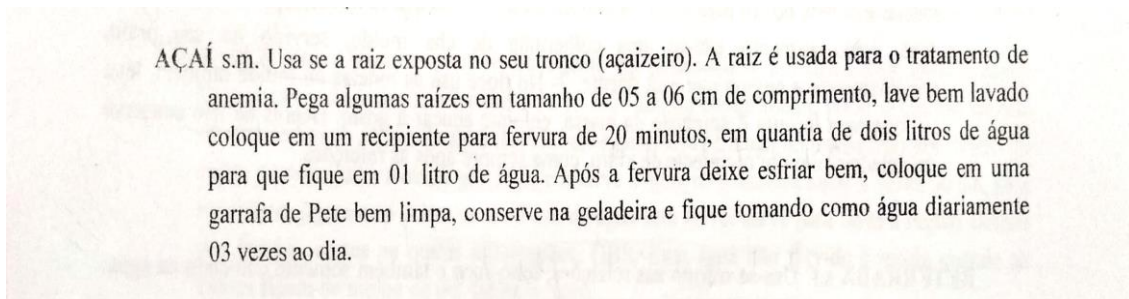 AÇAÍ s.m. Usa se a raiz exposta no seu tronco (açaizeiro). A raiz é usada para o tratamento de
anemia. Pega algumas raízes em tamanho de 05 a 06 cm de comprimento, lave bem lavado
coloque em um recipiente para fervura de 20 minutos, em quantia de dois litros de água
para que fique em 01 litro de água. Após a fervura deixe esfriar bem, coloque em uma
garrafa de Pete bem limpa, conserve na geladeira e fique tomando como água diariamente
03 vezes ao dia.